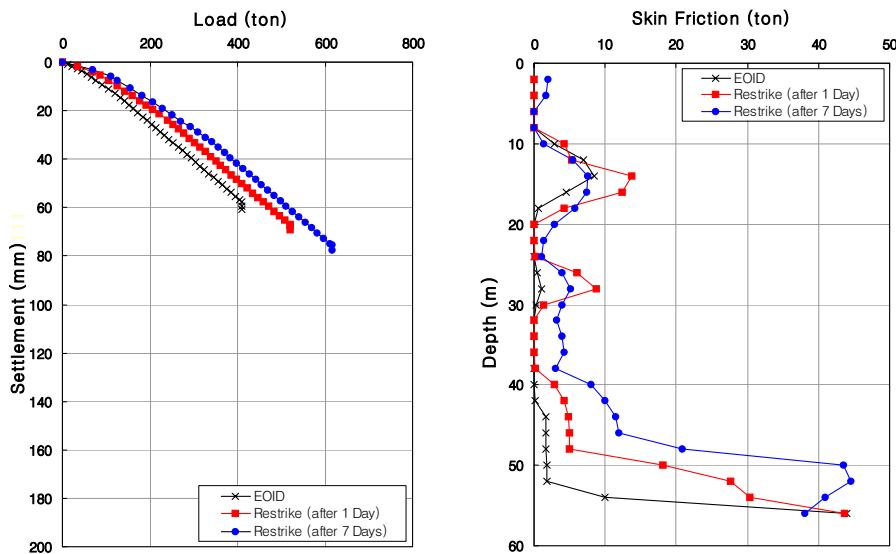 Load (ton)
0 200 400 600 800
Settlement (mm)
0
20
40
60
80
100
120
140
160
180
200
EOID
Restrike (after 1 Day)
Restrike (after 7 Days)
Skin Friction (ton)
0 10 20 30 40 50
Depth (m)
0
10
20
30
40
50
60
EOID
Restrike (after 1 Day)
Restrike (after 7 Days)